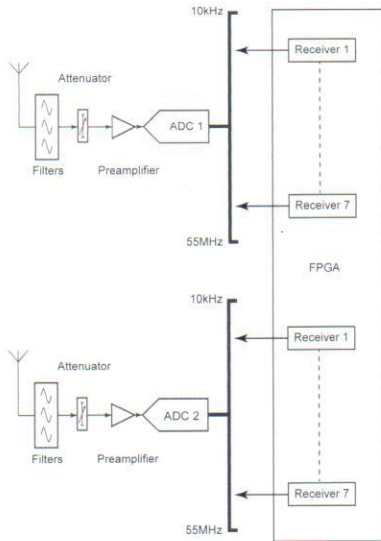 10kHz
Receiver 1
Attenuator
ADC 1
Filters
Preamplifier
Receiver 7
55MHz
FPGA
10kHz
Receiver 1
Attenuator
ADC 2
Filters
Preamplifier
Receiver 7
55MHz